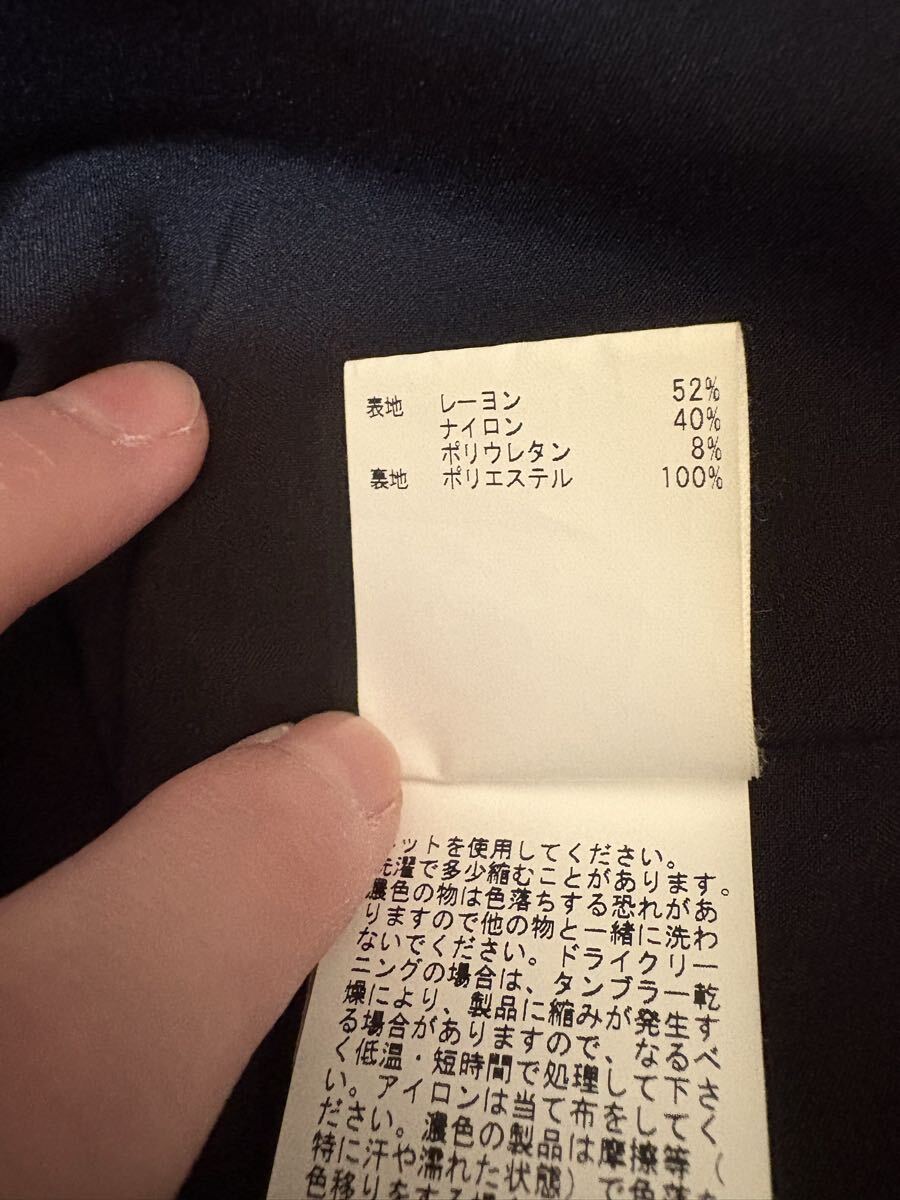 表地 レーヨン 52%
ナイロン 40%
ポリウレタン 8%
裏地 ポリエステル 100%
ットを使用してください。
洗濯で多少縮むことがあります。
濃色の物は色落ちする恐れがあ
りますので他の物と一緒に洗わ
ないでください。ドライクリー
ニングの場合は、タンブラー乾
燥により、製品に縮みが発生す
る場合がありますので、なるべ
く低温・短時間で処理して下さ
い。アイロンは当て布をして
ださい。濃色の製品は摩擦等(
特に汗や濡れた状態)で色
色移り